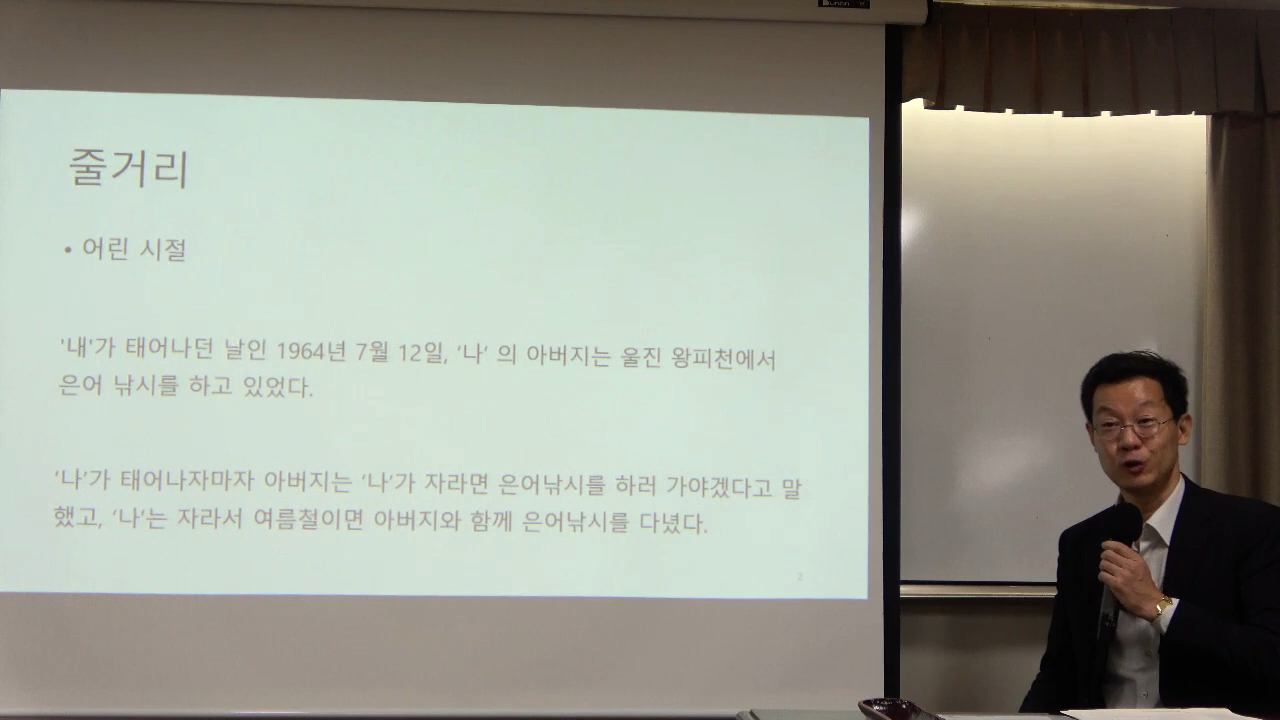 줄거리
• 어린 시절
'내'가 태어나던 날인 1964년 7월 12일, ‘나’ 의 아버지는 울진 왕피천에서
은어 낚시를 하고 있었다.
‘나’가 태어나자마자 아버지는 ‘나’가 자라면 은어낚시를 하러 가야겠다고 말
했고, ‘나’는 자라서 여름철이면 아버지와 함께 은어낚시를 다녔다.
2